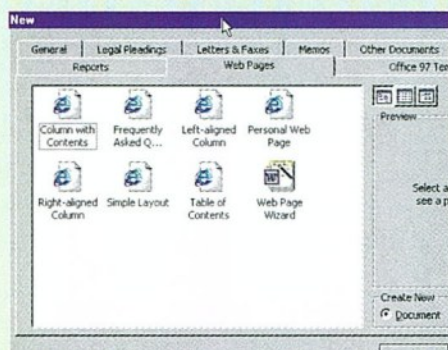 New
General Legal Pleadings Letters & Faxes Memos Other Documents
Reports Web Pages Office 97 Tem
Column with Contents
Frequently Asked Q...
Left-aligned Column
Personal Web Page
Right-aligned Column
Simple Layout
Table of Contents
Web Page Wizard
Preview
Select a
see a p
Create New
Document